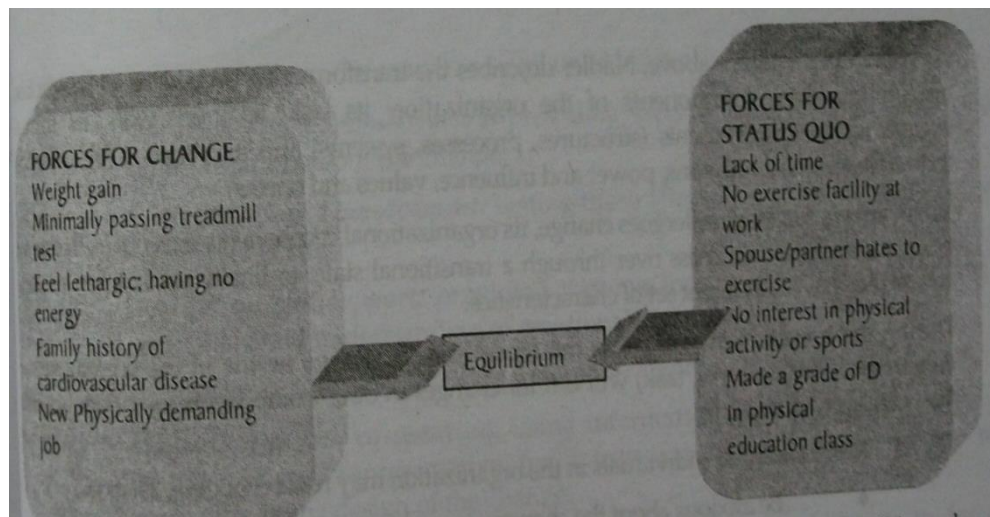 FORCES FOR CHANGE
Weight gain
Minimally passing treadmill
test
Feel lethargic; having no
energy
Family history of
cardiovascular disease
New Physically demanding
job
Equilibrium
FORCES FOR
STATUS QUO
Lack of time
No exercise facility at
work
Spouse/partner hates to
exercise
No interest in physical
activity or sports
Made a grade of D
in physical
education class